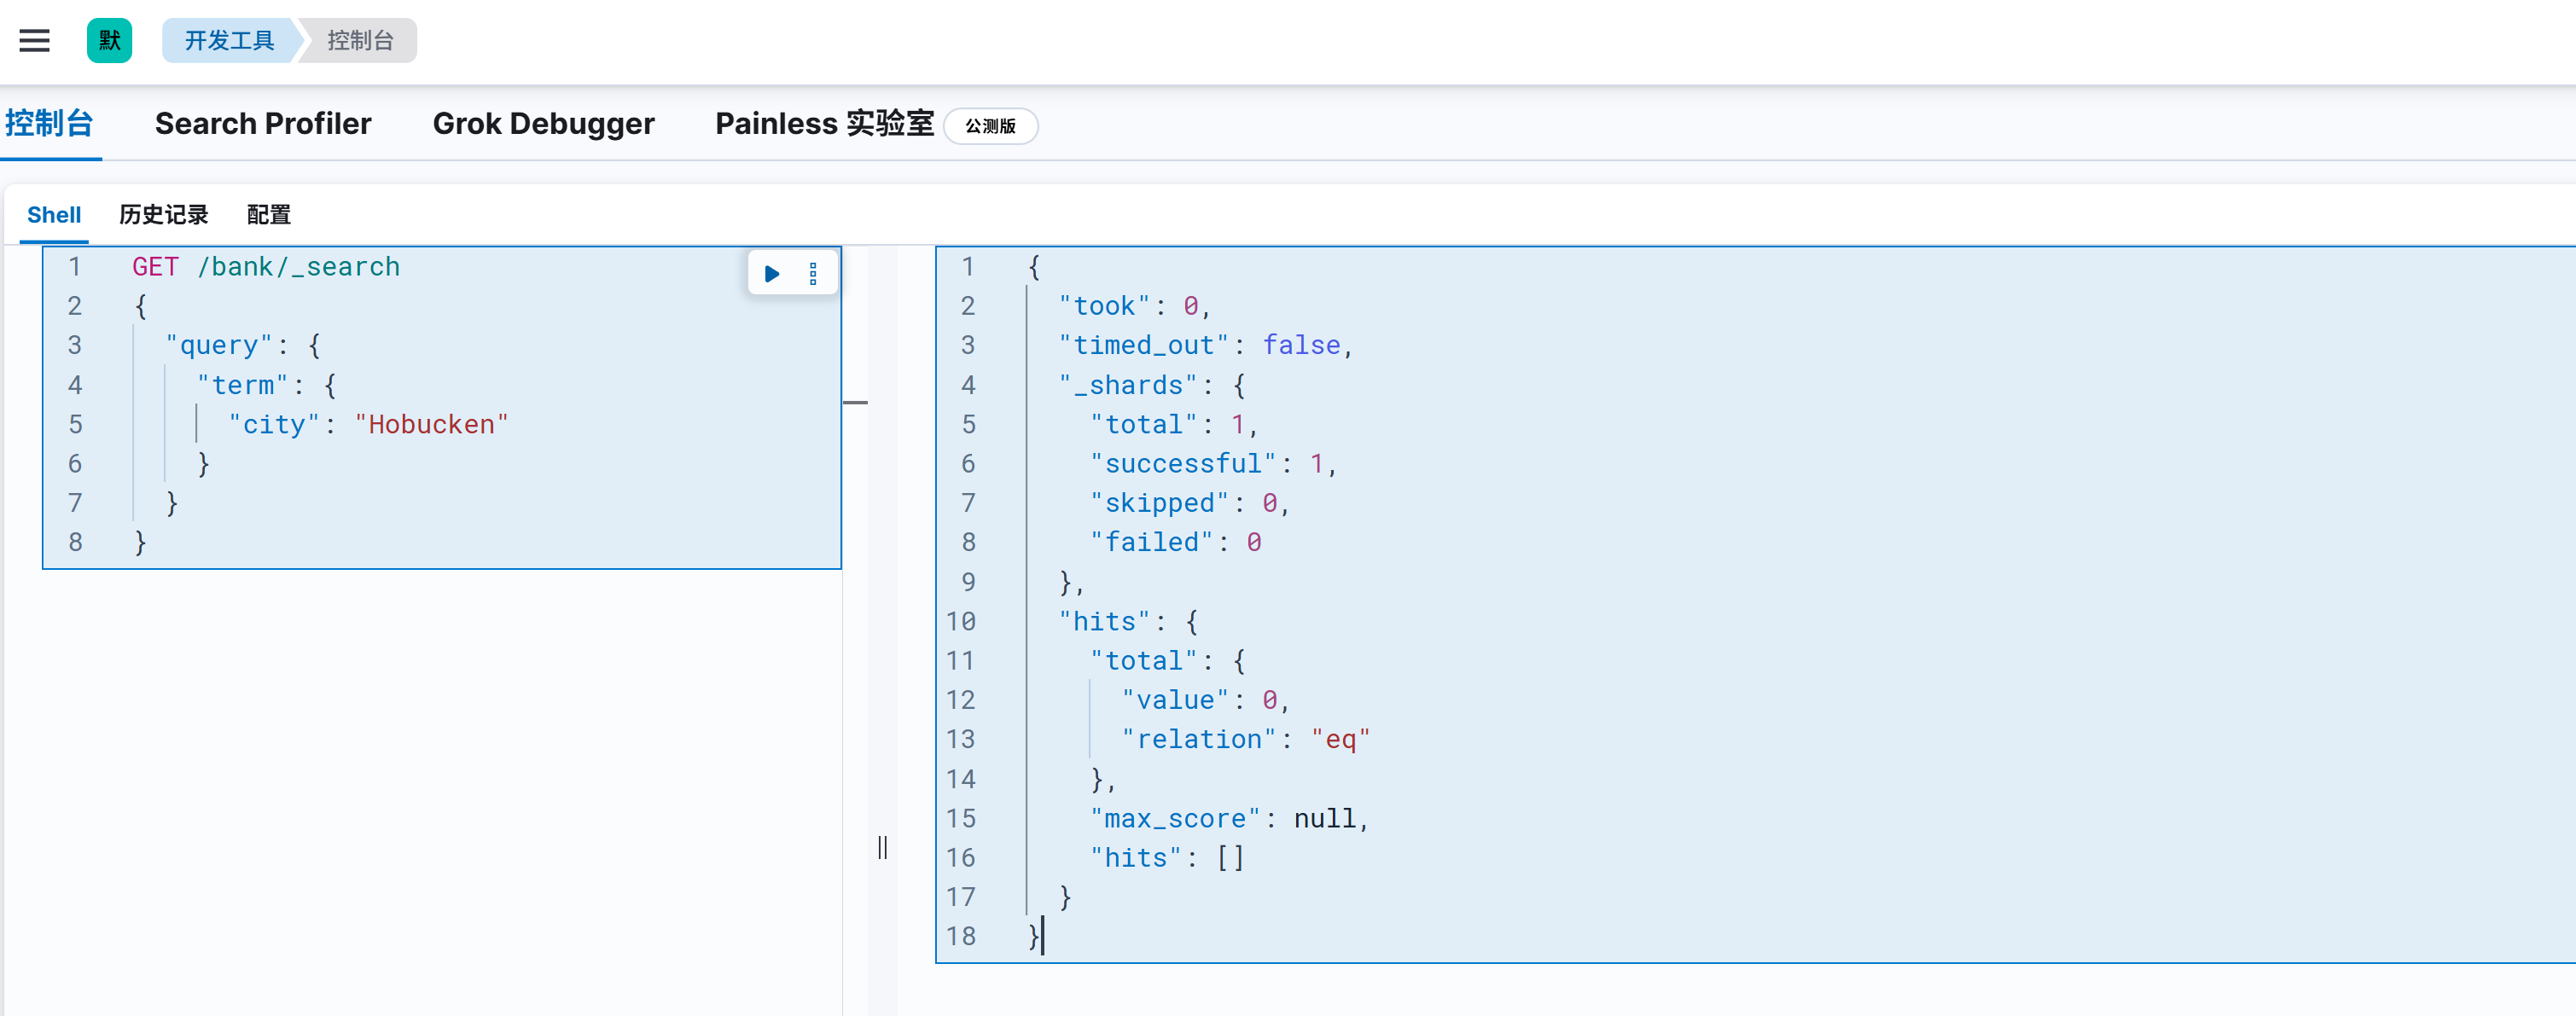 默 开发工具 控制台
控制台 Search Profiler Grok Debugger Painless 实验室 公测版
Shell 历史记录 配置
1 GET /bank/_search
2 {
3 "query": {
4 "term": {
5 "city": "Hobucken"
6 }
7 }
8 }
1 {
2 "took": 0,
3 "timed_out": false,
4 "_shards": {
5 "total": 1,
6 "successful": 1,
7 "skipped": 0,
8 "failed": 0
9 },
10 "hits": {
11 "total": {
12 "value": 0,
13 "relation": "eq"
14 },
15 "max_score": null,
16 "hits": []
17 }
18 }